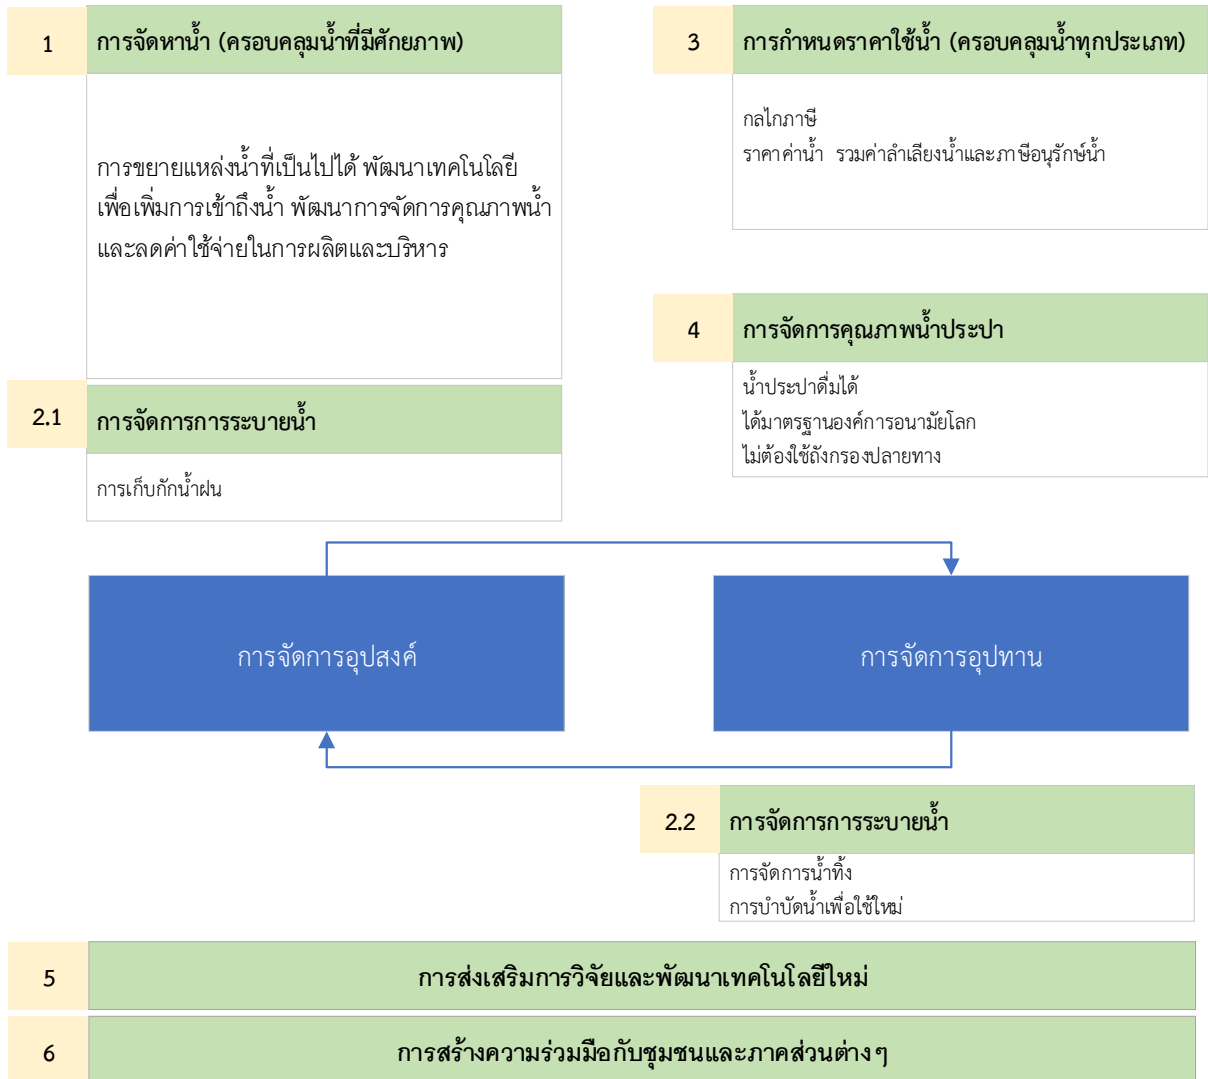 1 การจัดหาน้ำ (ครอบคลุมน้ำที่มีศักยภาพ)
การขยายแหล่งน้ำที่เป็นไปได้ พัฒนาเทคโนโลยี
เพื่อเพิ่มการเข้าถึงน้ำ พัฒนาการจัดการคุณภาพน้ำ
และลดค่าใช้จ่ายในการผลิตและบริหาร
2.1 การจัดการการระบายน้ำ
การเก็บกักน้ำฝน
3 การกำหนดราคาใช้น้ำ (ครอบคลุมน้ำทุกประเภท)
กลไกภาษี
ราคาค่าน้ำ รวมค่าลำเลียงน้ำและภาษีอนุรักษ์น้ำ
4 การจัดการคุณภาพน้ำประปา
น้ำประปาดื่มได้
ได้มาตรฐานองค์การอนามัยโลก
ไม่ต้องใช้ถังกรองปลายทาง
การจัดการอุปสงค์
การจัดการอุปทาน
2.2 การจัดการการระบายน้ำ
การจัดการน้ำทิ้ง
การบำบัดน้ำเพื่อใช้ใหม่
5 การส่งเสริมการวิจัยและพัฒนาเทคโนโลยีใหม่
6 การสร้างความร่วมมือกับชุมชนและภาคส่วนต่างๆ